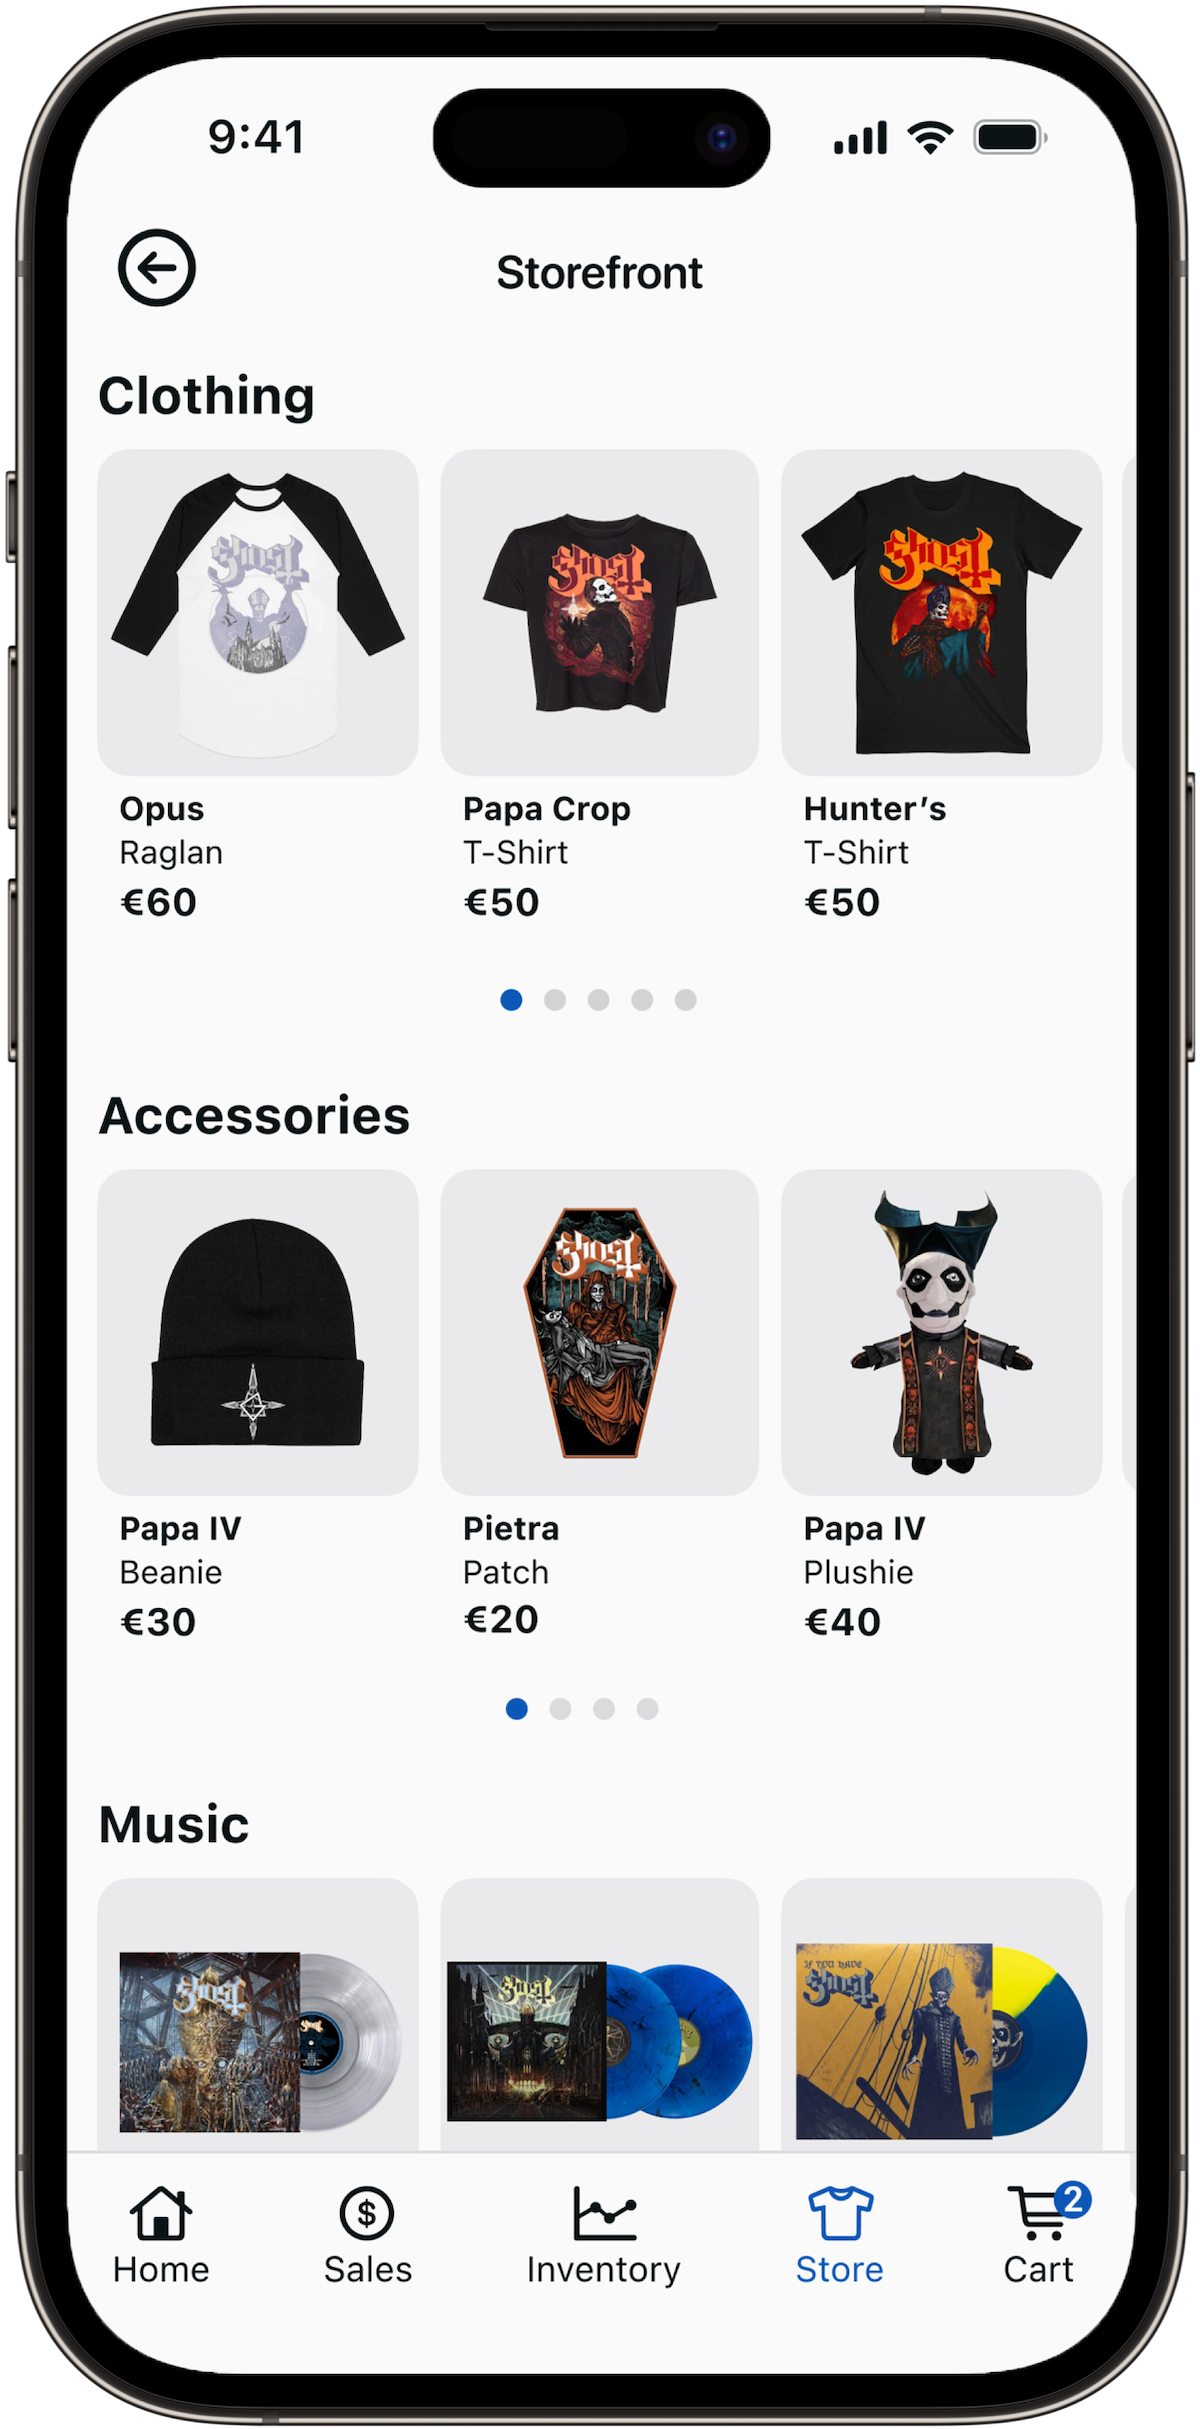 9:41
Storefront
Clothing
Ghost
Ghost
Ghost
Opus
Raglan
€60
Papa Crop
T-Shirt
€50
Hunter’s
T-Shirt
€50
Accessories
Ghost
IV
Papa IV
Beanie
€30
Pietra
Patch
€20
Papa IV
Plushie
€40
Music
Ghost
Ghost
Ghost
IF YOU HAVE
Ghost
$
2
Home
Sales
Inventory
Store
Cart